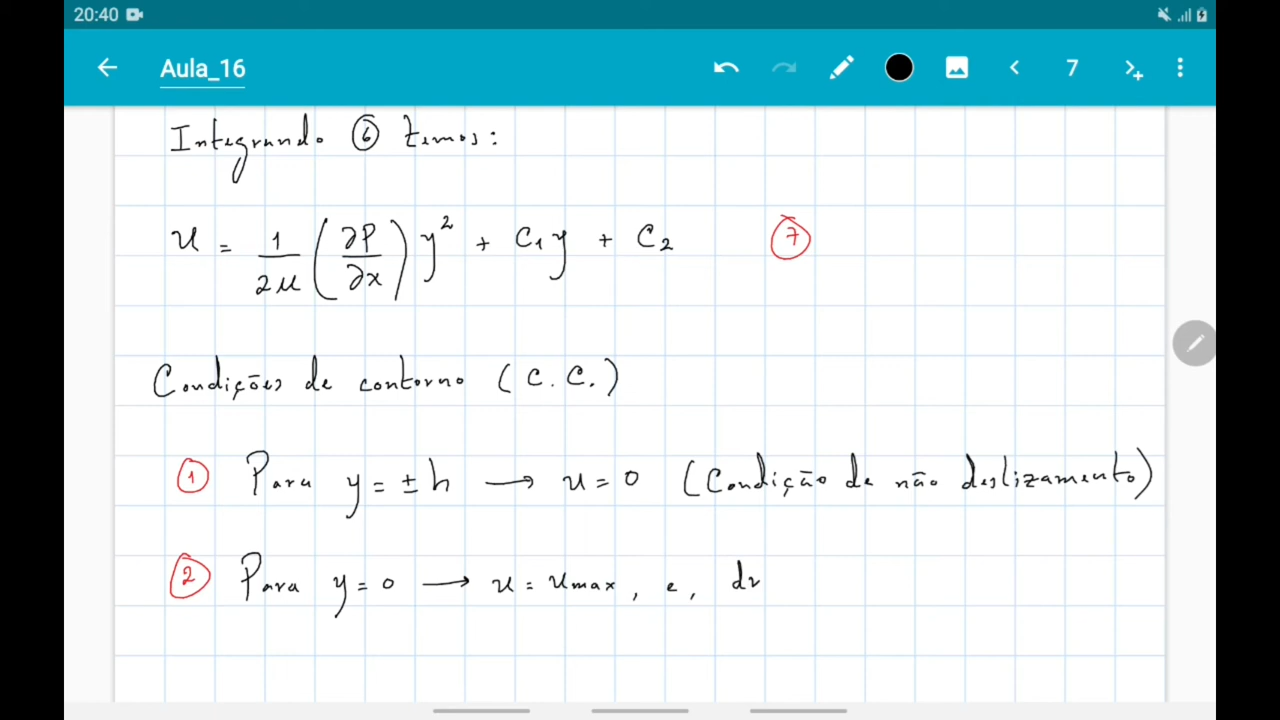 20:40
Aula_16
7
Integrando ⑥ temos:
u = 1/2μ (∂P/∂x) y² + C₁y + C₂ ⑦
Condições de contorno (C.C.)
① Para y = ± h → u = 0 (Condição de não deslizamento)
② Para y = 0 → u = umax, e,